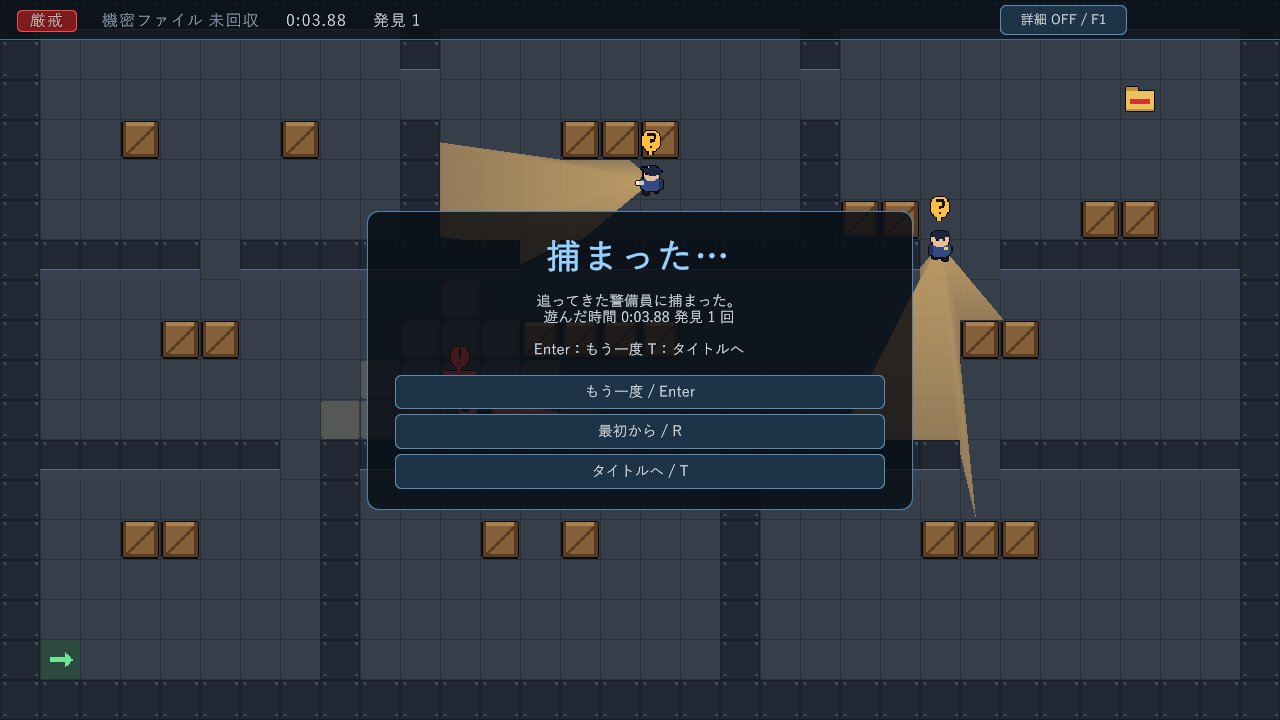 厳戒 機密ファイル 未回収 0:03.88 発見 1 詳細 OFF / F1
?
?
捕まった…
追ってきた警備員に捕まった。
遊んだ時間 0:03.88 発見 1 回
Enter：もう一度 T：タイトルへ
!
もう一度 / Enter
最初から / R
タイトルへ / T